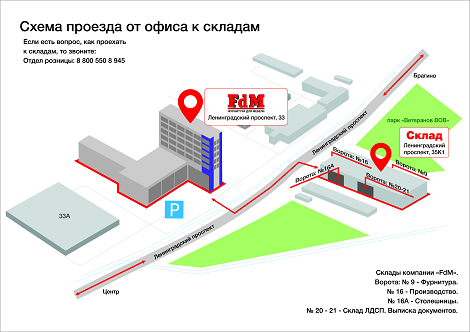 Схема проезда от офиса к складам
Если есть вопрос, как проехать
к складам, то звоните:
Отдел розницы: 8 800 550 8 945
Брагино
FdM
ФУРНИТУРА ДЛЯ МЕБЕЛИ
Ленинградский проспект, 33
Ленинградский проспект
парк «Ветеранов ВОВ»
Склад
Ленинградский
проспект, 35К1
Ворота: №16
Ворота: №9
Ворота: №16А
Ворота: №20-21
P
33А
Ленинградский проспект
Центр
Склады компании «FdM».
Ворота: № 9 - Фурнитура.
№ 16 - Производство.
№ 16А - Столешницы.
№ 20 - 21 - Склад ЛДСП. Выписка документов.